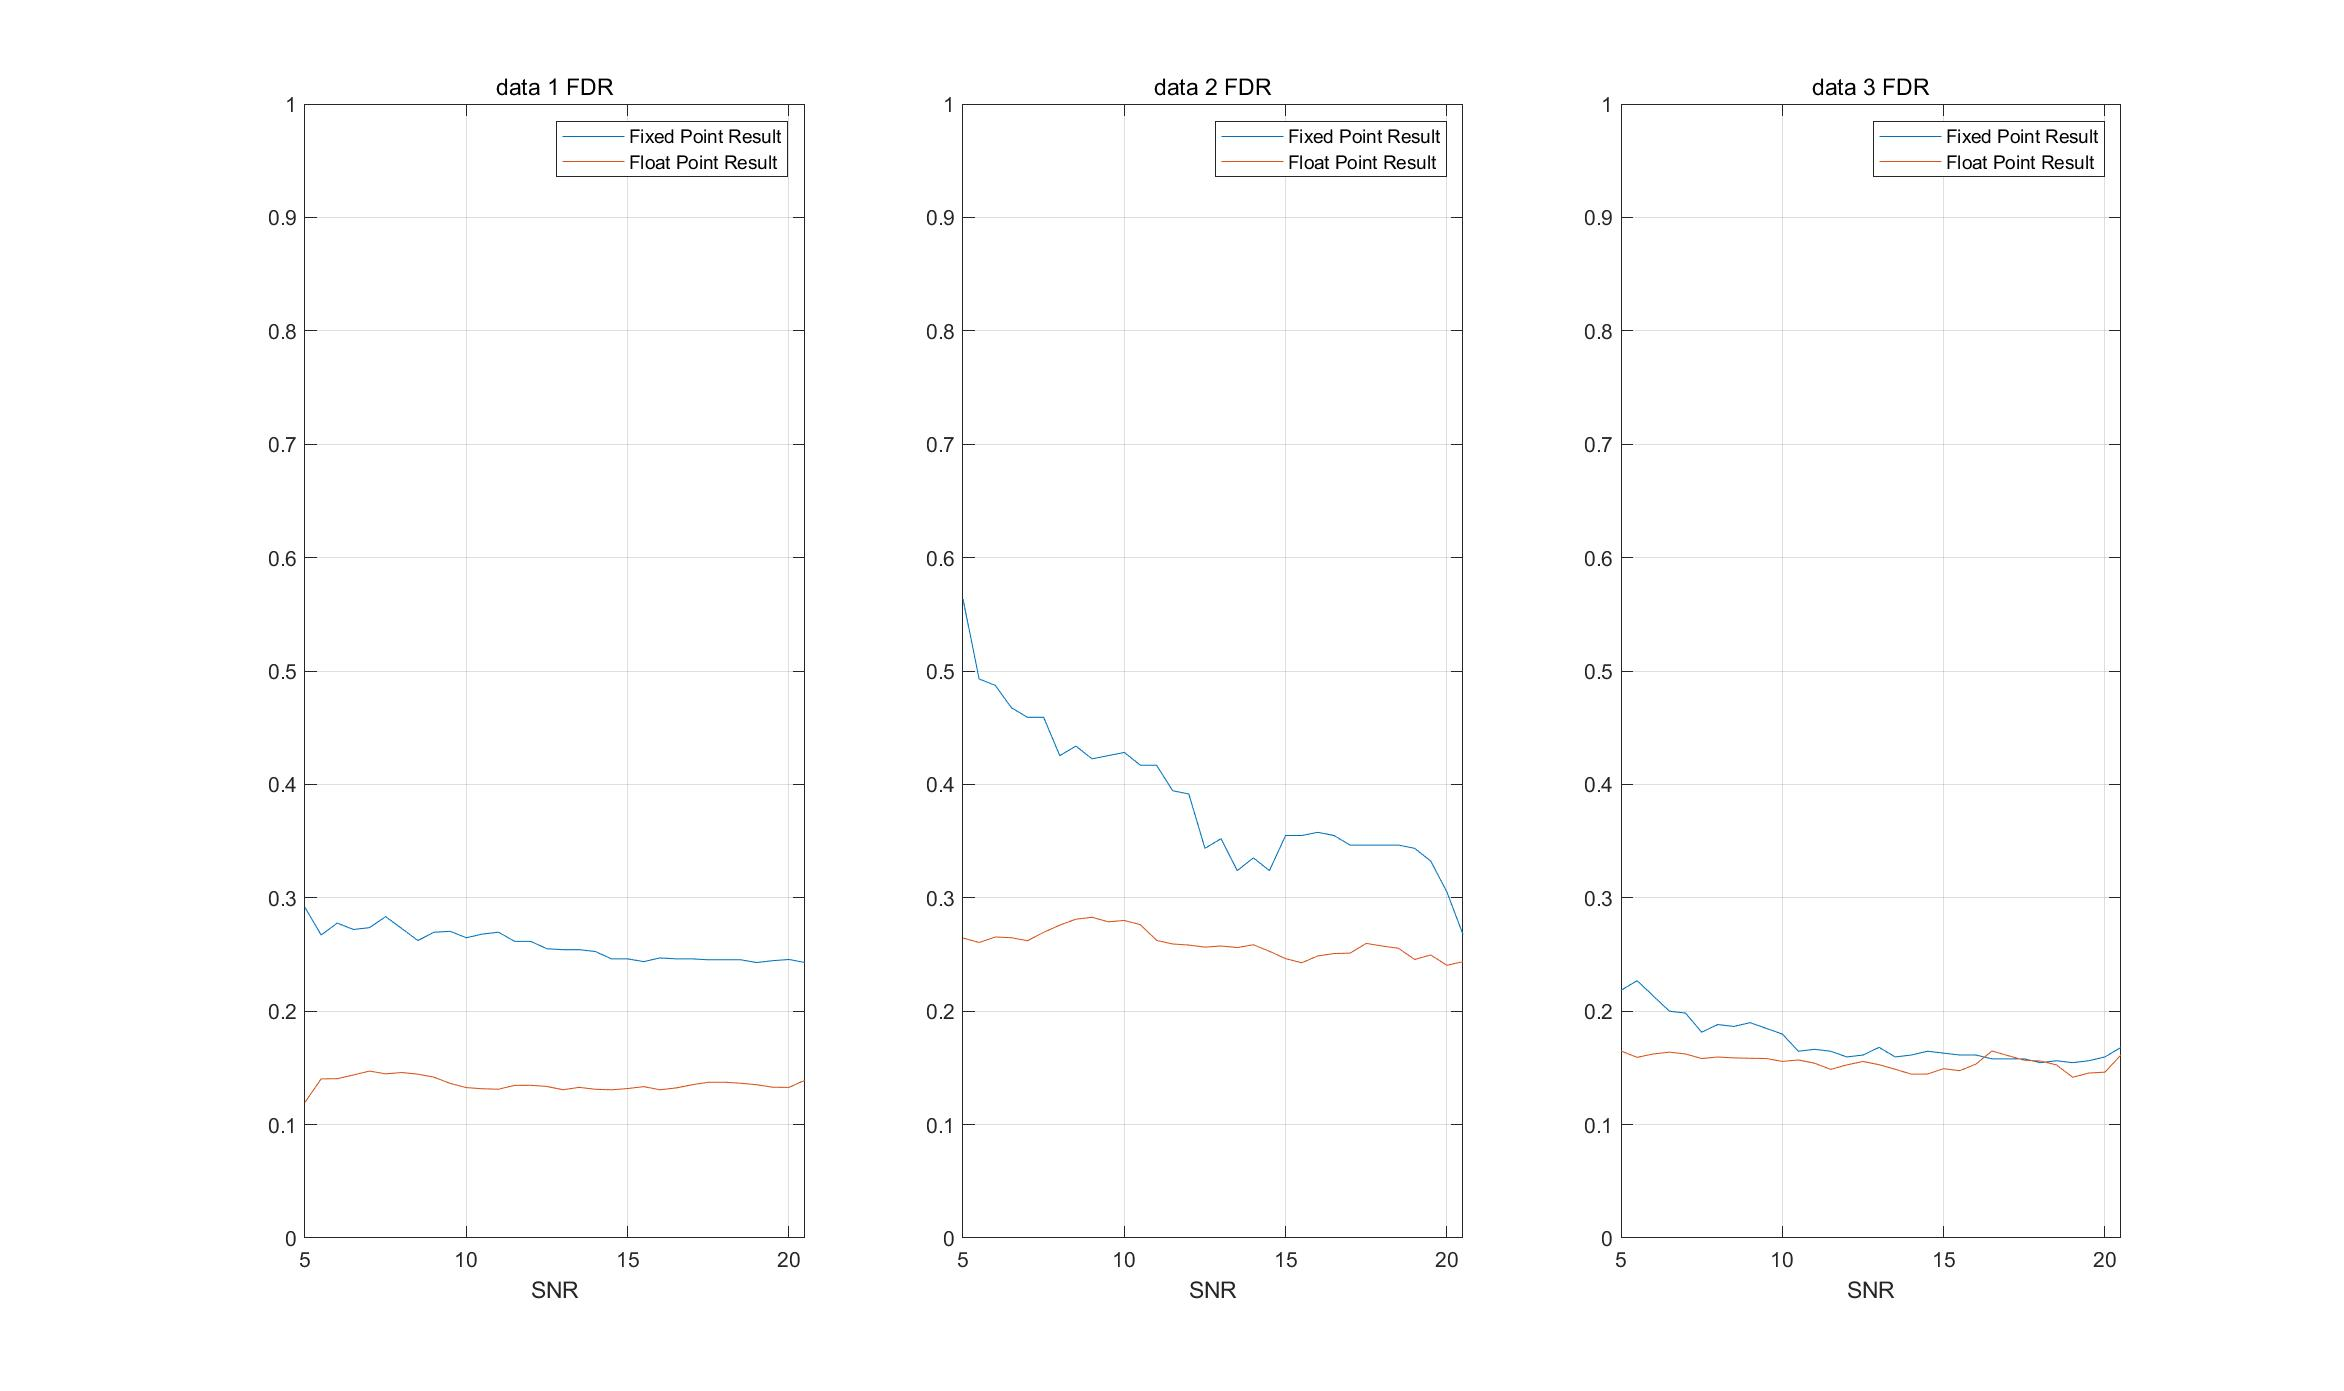 data 1 FDR
1
0.9
0.8
0.7
0.6
0.5
0.4
0.3
0.2
0.1
0
5 10 15 20
SNR
Fixed Point Result
Float Point Result
data 2 FDR
1
0.9
0.8
0.7
0.6
0.5
0.4
0.3
0.2
0.1
0
5 10 15 20
SNR
Fixed Point Result
Float Point Result
data 3 FDR
1
0.9
0.8
0.7
0.6
0.5
0.4
0.3
0.2
0.1
0
5 10 15 20
SNR
Fixed Point Result
Float Point Result